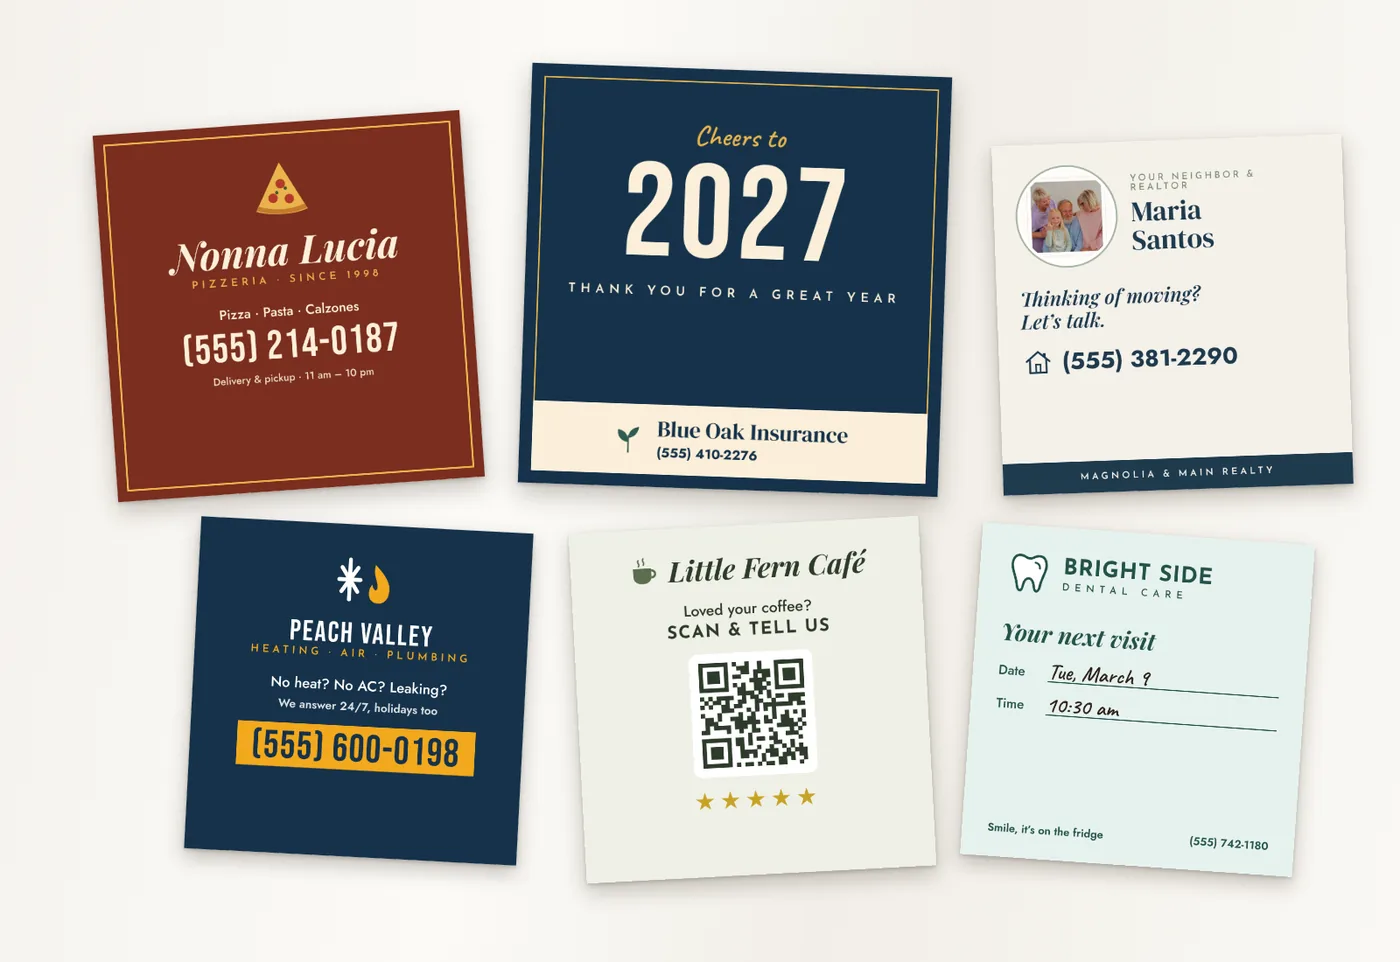 Nonna Lucia
PIZZERIA · SINCE 1998
Pizza · Pasta · Calzones
(555) 214-0187
Delivery & pickup · 11 am – 10 pm
Cheers to
2027
THANK YOU FOR A GREAT YEAR
Blue Oak Insurance
(555) 410-2276
YOUR NEIGHBOR &
REALTOR
Maria
Santos
Thinking of moving?
Let’s talk.
(555) 381-2290
MAGNOLIA & MAIN REALTY
PEACH VALLEY
HEATING · AIR · PLUMBING
No heat? No AC? Leaking?
We answer 24/7, holidays too
(555) 600-0198
Little Fern Café
Loved your coffee?
SCAN & TELL US
BRIGHT SIDE
DENTAL CARE
Your next visit
Date Tue, March 9
Time 10:30 am
Smile, it’s on the fridge
(555) 742-1180